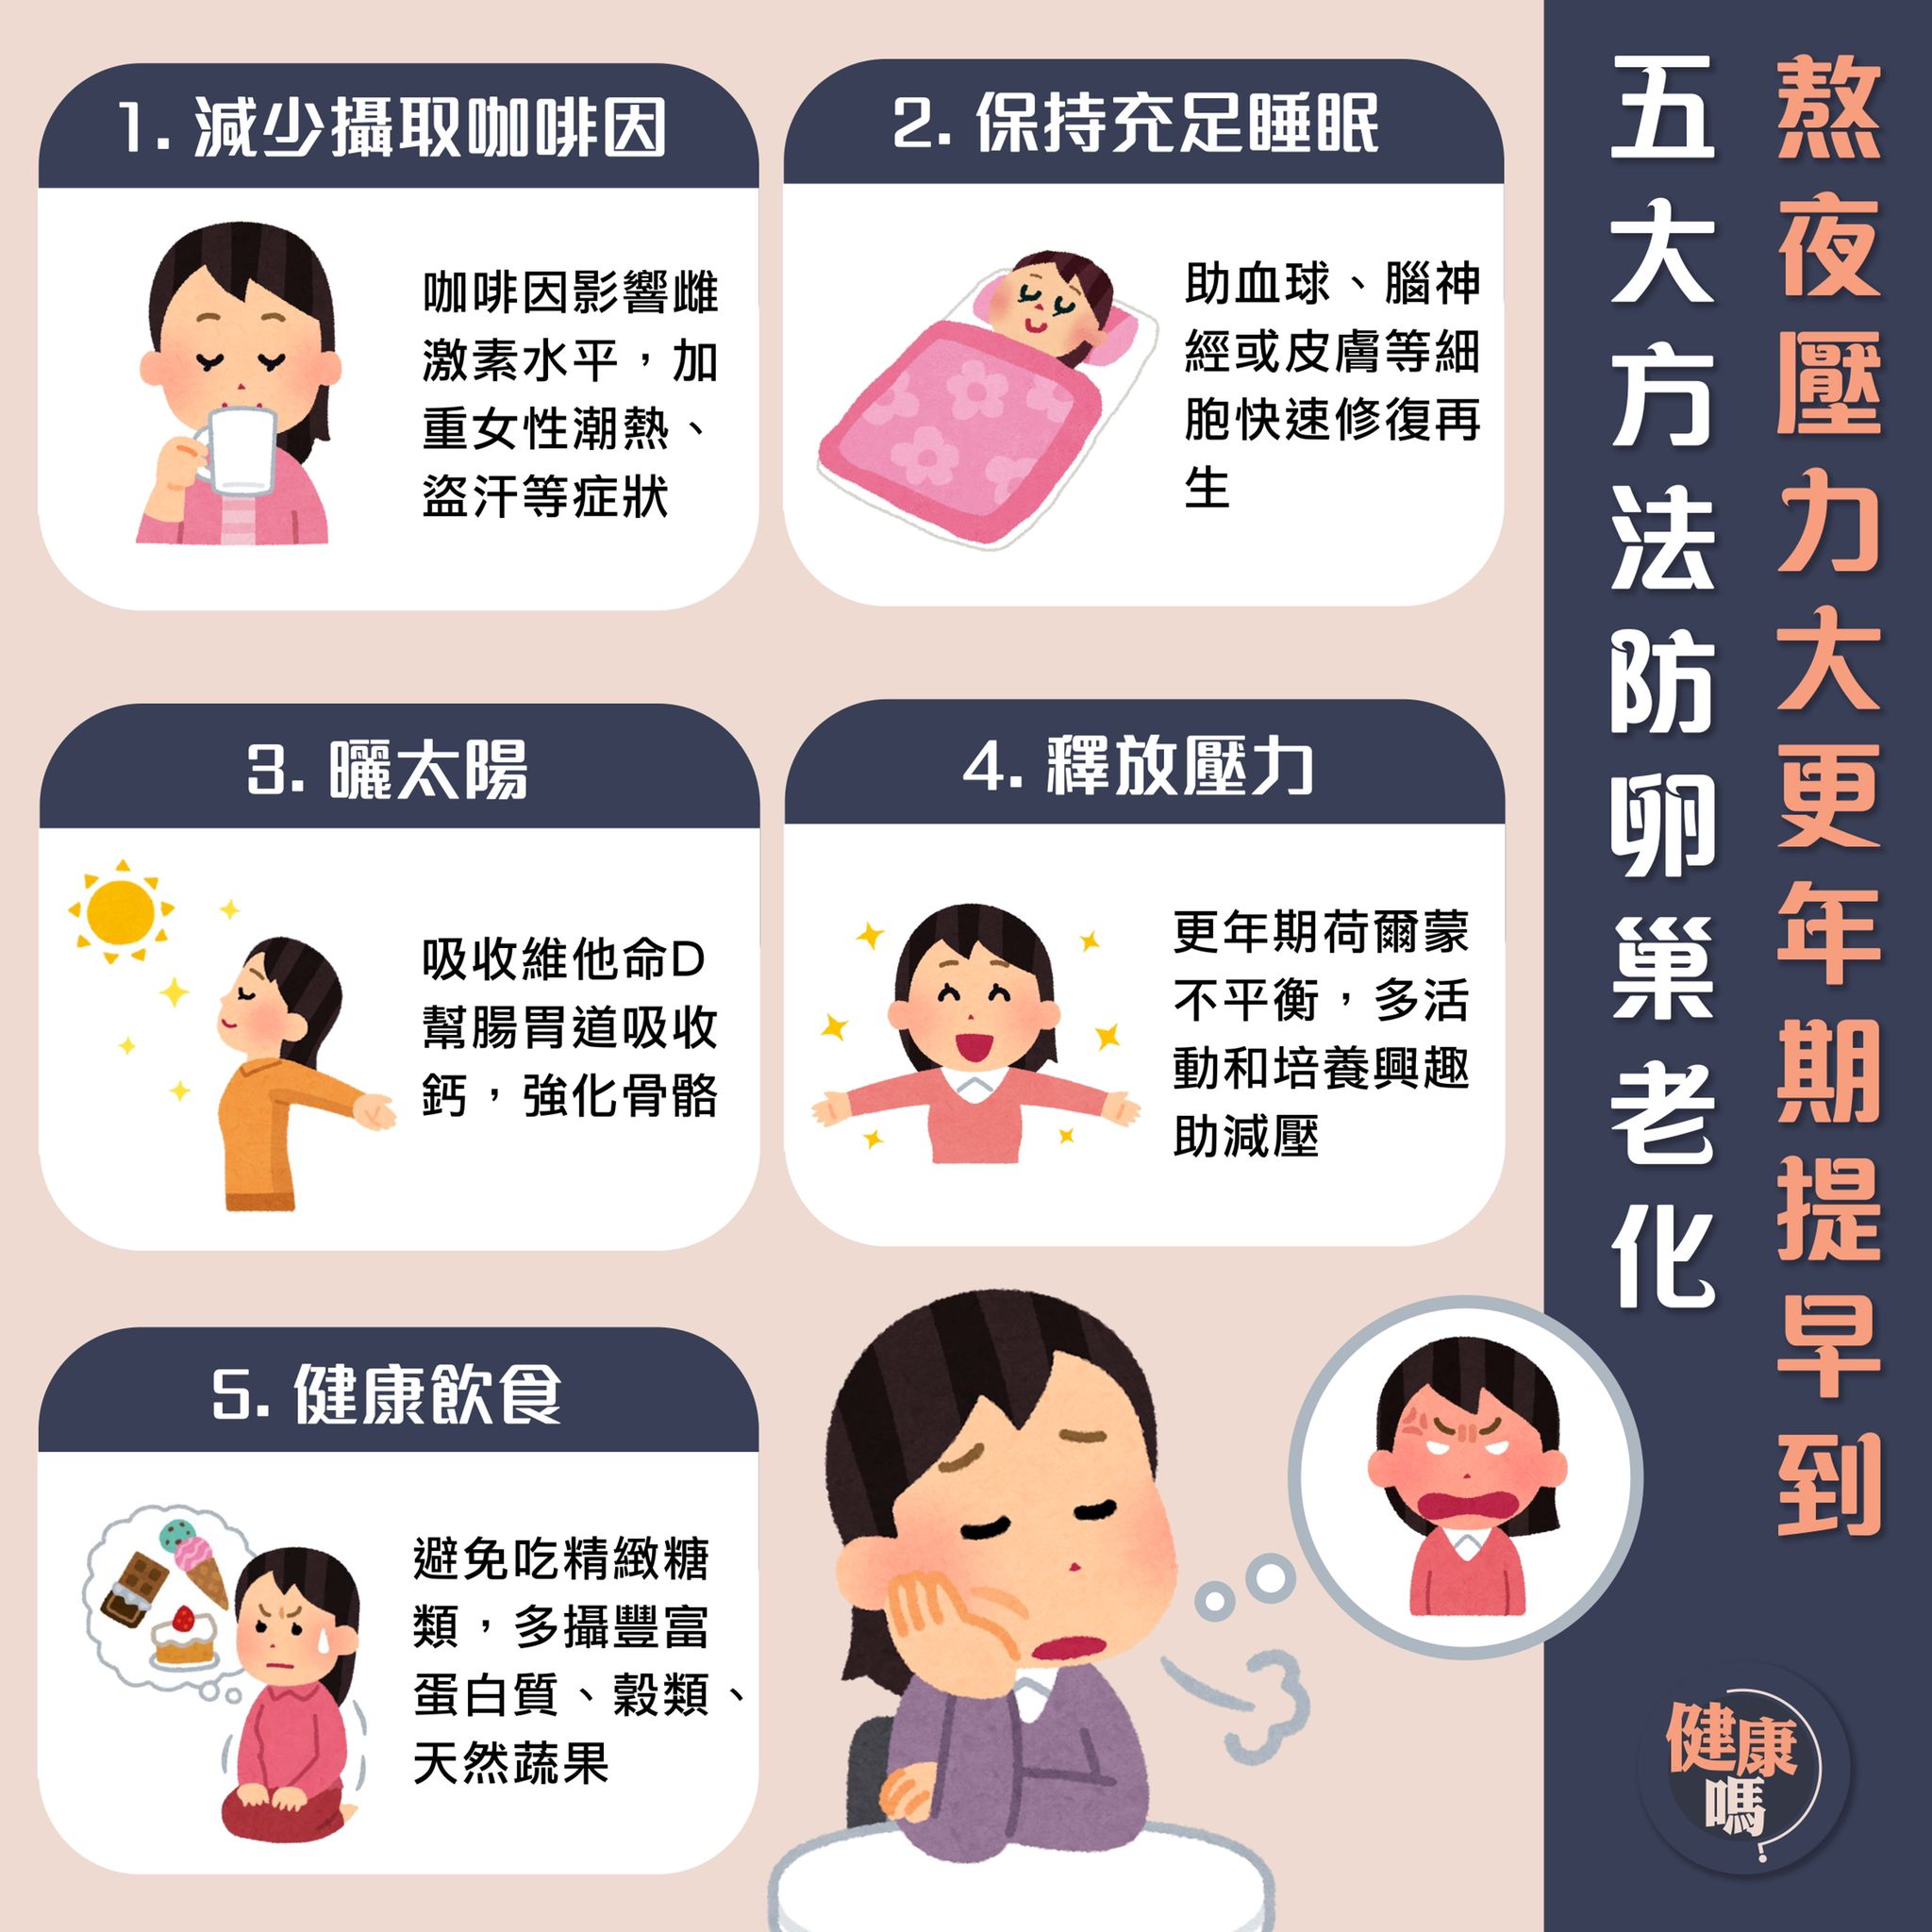 熬夜壓力大更年期提早到
五大方法防卵巢老化
1. 減少攝取咖啡因
咖啡因影響雌
激素水平，加
重女性潮熱、
盜汗等症狀
2. 保持充足睡眠
助血球、腦神
經或皮膚等細
胞快速修復再
生
3. 曬太陽
吸收維他命D
幫腸胃道吸收
鈣，強化骨骼
4. 釋放壓力
更年期荷爾蒙
不平衡，多活
動和培養興趣
助減壓
5. 健康飲食
避免吃精緻糖
類，多攝豐富
蛋白質、穀類、
天然蔬果
健康
嗎?